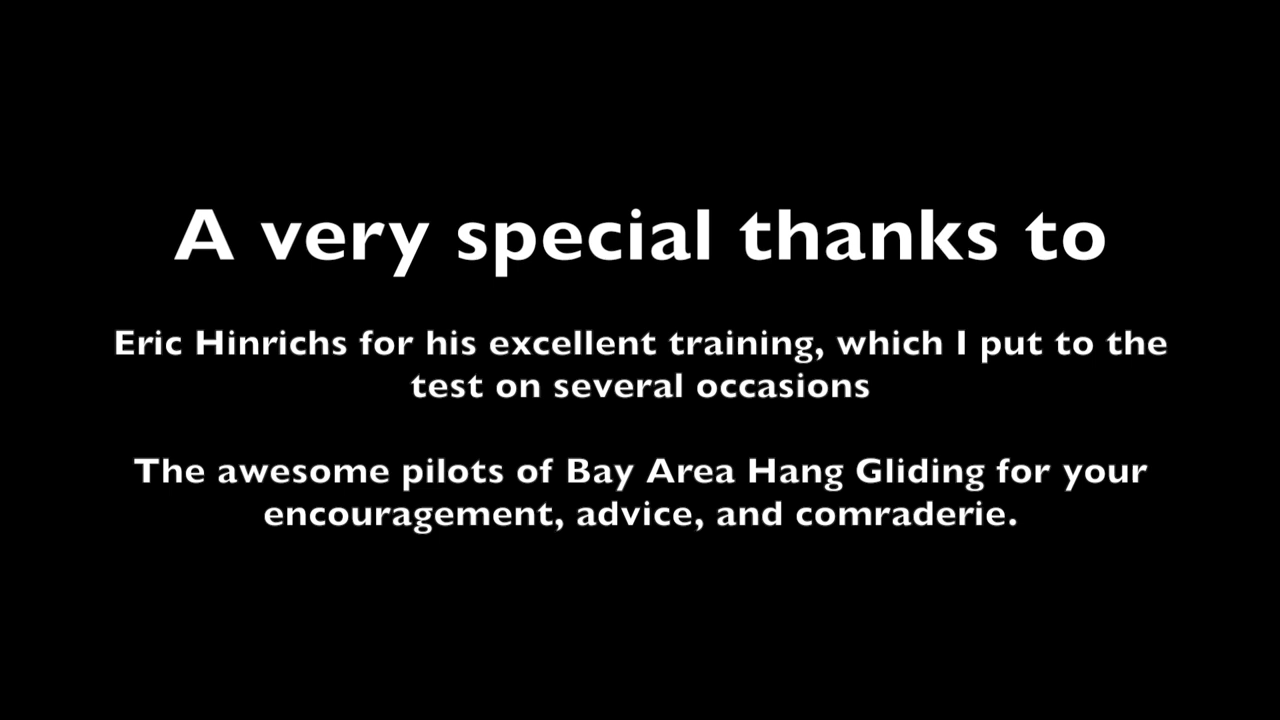 A very special thanks to
Eric Hinrichs for his excellent training, which I put to the
test on several occasions
The awesome pilots of Bay Area Hang Gliding for your
encouragement, advice, and comraderie.